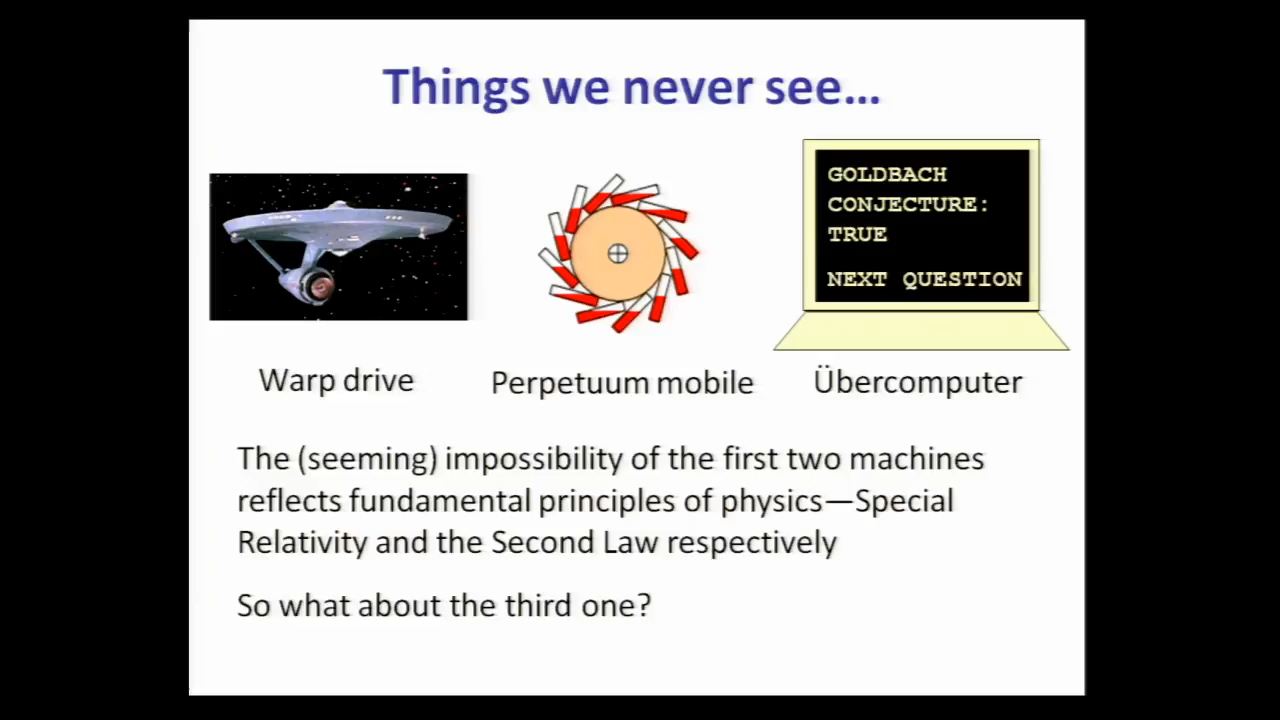 Things we never see…
GOLDBACH
CONJECTURE:
TRUE
NEXT QUESTION
Warp drive
Perpetuum mobile
Übercomputer
The (seeming) impossibility of the first two machines
reflects fundamental principles of physics—Special
Relativity and the Second Law respectively
So what about the third one?